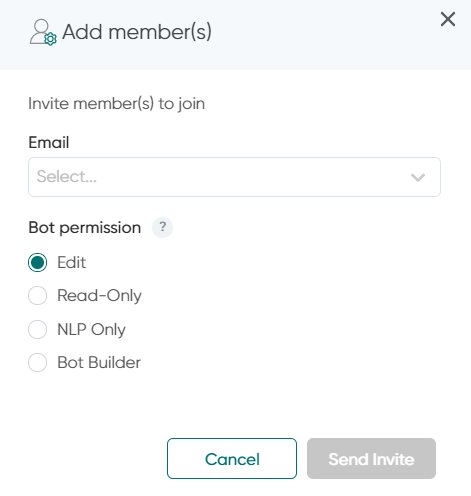 Add member(s)
Invite member(s) to join
Email
Select...
Bot permission ?
Edit
Read-Only
NLP Only
Bot Builder
Cancel Send Invite